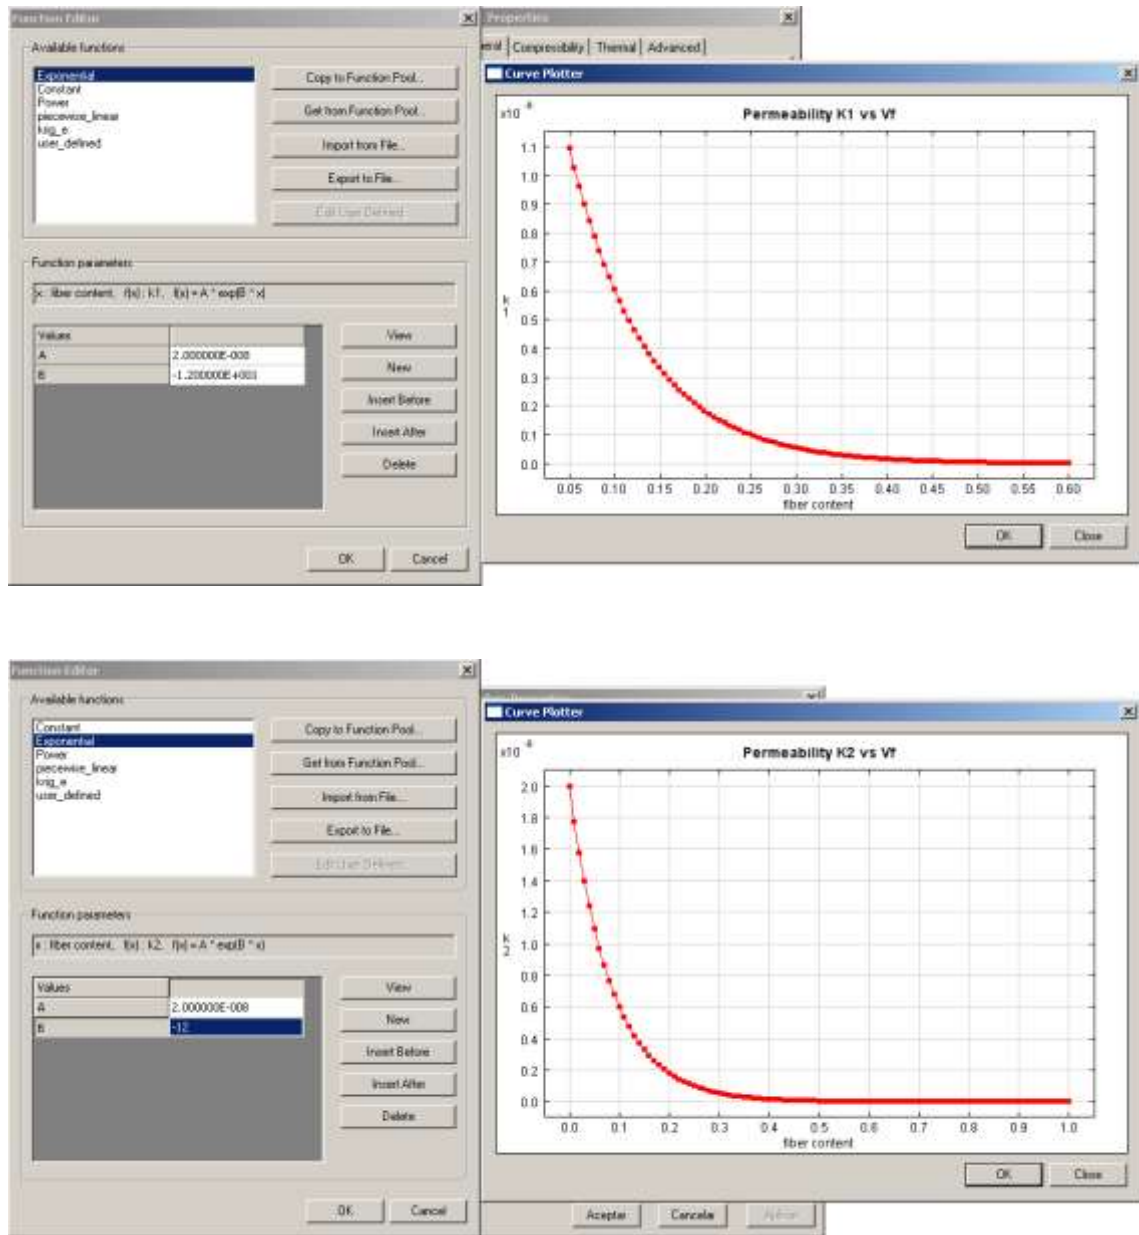 Function Editor
Available functions
Exponential
Constant
Power
piecewise_linear
krig_e
user_defined
Copy to Function Pool...
Get from Function Pool...
Import from File...
Export to File...
Edit User Defined
Function parameters
x : fiber content, f(x) : k1, f(x) = A * exp(B * x)
Values
A 2.000000E-008
B -1.200000E+001
View
New
Insert Before
Insert After
Delete
OK Cancel
Properties
Compressibility Thermal Advanced
Curve Plotter
Permeability K1 vs Vf
1.1
1.0
0.9
0.8
0.7
0.6
0.5
0.4
0.3
0.2
0.1
0.0
k
1
0.05 0.10 0.15 0.20 0.25 0.30 0.35 0.40 0.45 0.50 0.55 0.60
fiber content
OK Close
Function Editor
Available functions
Constant
Exponential
Power
piecewise_linear
krig_e
user_defined
Copy to Function Pool...
Get from Function Pool...
Import from File...
Export to File...
Edit User Defined
Function parameters
x : fiber content, f(x) : k2, f(x) = A * exp(B * x)
Values
A 2.000000E-008
B -12
View
New
Insert Before
Insert After
Delete
OK Cancel
Curve Plotter
Permeability K2 vs Vf
2.0
1.8
1.6
1.4
1.2
1.0
0.8
0.6
0.4
0.2
0.0
k
2
0.0 0.1 0.2 0.3 0.4 0.5 0.6 0.7 0.8 0.9 1.0
fiber content
OK Close
Aceptar Cancelar